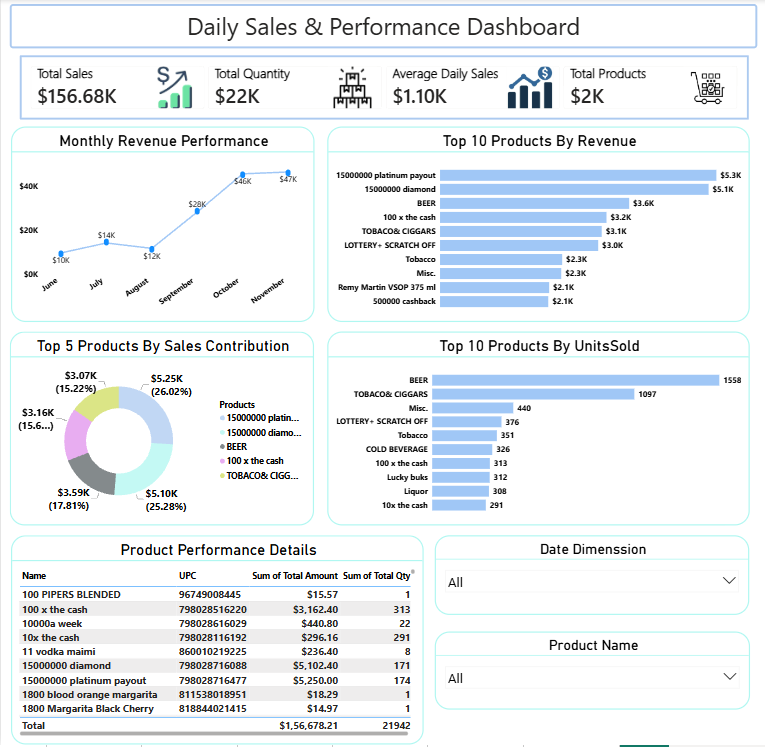 Daily Sales & Performance Dashboard
Total Sales
$156.68K
Total Quantity
$22K
Average Daily Sales
$1.10K
Total Products
$2K
Monthly Revenue Performance
$40K
$20K
$0K
$10K
$14K
$12K
$28K
$46K
$47K
June
July
August
September
October
November
Top 10 Products By Revenue
15000000 platinum payout $5.3K
15000000 diamond $5.1K
BEER $3.6K
100 x the cash $3.2K
TOBACO& CIGGARS $3.1K
LOTTERY+ SCRATCH OFF $3.0K
Tobacco $2.3K
Misc. $2.3K
Remy Martin VSOP 375 ml $2.1K
500000 cashback $2.1K
Top 5 Products By Sales Contribution
$3.07K
(15.22%)
$5.25K
(26.02%)
$3.16K
(15.6...)
$3.59K
(17.81%)
$5.10K
(25.28%)
Products
15000000 platin...
15000000 diamo...
BEER
100 x the cash
TOBACO& CIGG...
Top 10 Products By UnitsSold
BEER 1558
TOBACO& CIGGARS 1097
Misc. 440
LOTTERY+ SCRATCH OFF 376
Tobacco 351
COLD BEVERAGE 326
100 x the cash 313
Lucky buks 312
Liquor 308
10x the cash 291
Product Performance Details
Name UPC Sum of Total Amount Sum of Total Qty
100 PIPERS BLENDED 96749008445 $15.57 1
100 x the cash 798028516220 $3,162.40 313
10000a week 798028616029 $440.80 22
10x the cash 798028116192 $296.16 291
11 vodka maimi 860010219225 $236.40 8
15000000 diamond 798028716088 $5,102.40 171
15000000 platinum payout 798028716477 $5,250.00 174
1800 blood orange margarita 811538018951 $18.29 1
1800 Margarita Black Cherry 818844021415 $14.97 1
Total $1,56,678.21 21942
Date Dimenssion
All
Product Name
All